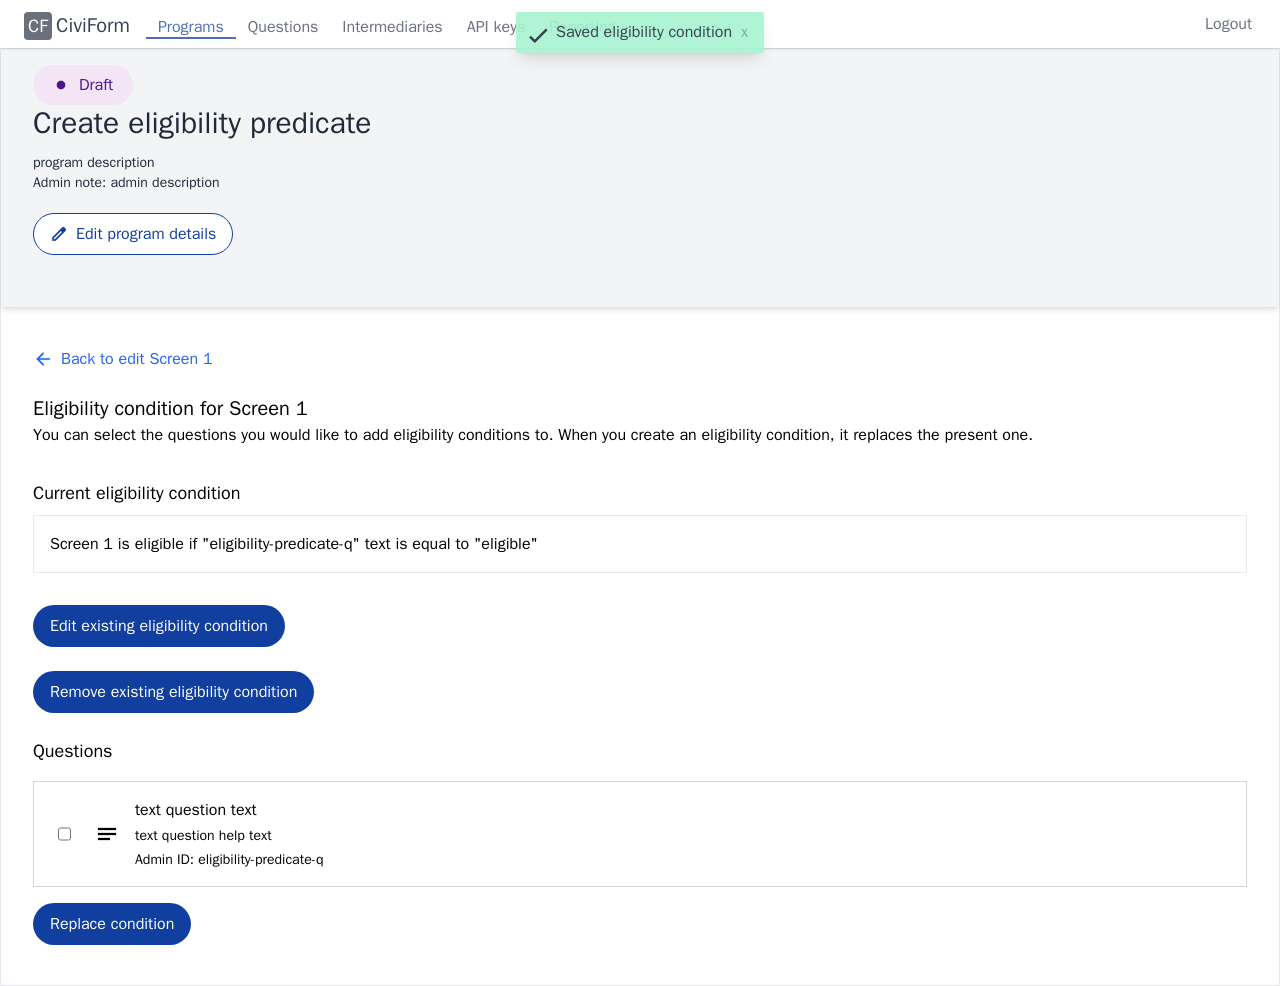 CF CiviForm Programs Questions Intermediaries API keys Logout
Saved eligibility condition x
Draft
Create eligibility predicate
program description
Admin note: admin description
Edit program details
Back to edit Screen 1
Eligibility condition for Screen 1
You can select the questions you would like to add eligibility conditions to. When you create an eligibility condition, it replaces the present one.
Current eligibility condition
Screen 1 is eligible if "eligibility-predicate-q" text is equal to "eligible"
Edit existing eligibility condition
Remove existing eligibility condition
Questions
text question text
text question help text
Admin ID: eligibility-predicate-q
Replace condition